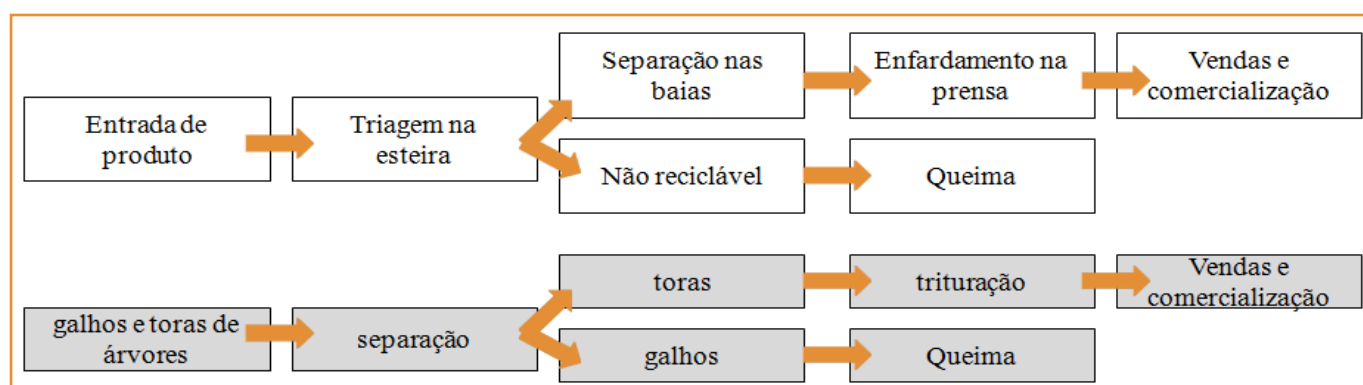 Entrada de
produto
Triagem na
esteira
Separação nas
baias
Enfardamento na
prensa
Vendas e
comercialização
Não reciclável
Queima
galhos e toras de
árvores
separação
toras
trituração
Vendas e
comercialização
galhos
Queima